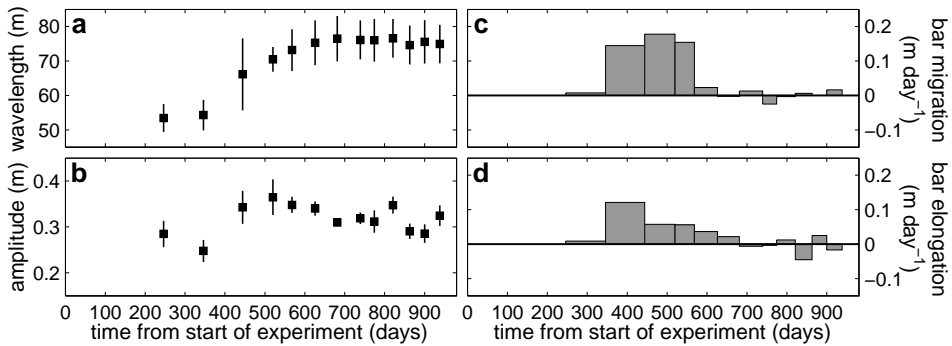 a
wavelength (m)
80
70
60
50
b
amplitude (m)
0.4
0.3
0.2
0 100 200 300 400 500 600 700 800 900
time from start of experiment (days)
c
bar migration
(m day⁻¹)
0.2
0.1
0
−0.1
d
bar elongation
(m day⁻¹)
0.2
0.1
0
−0.1
0 100 200 300 400 500 600 700 800 900
time from start of experiment (days)